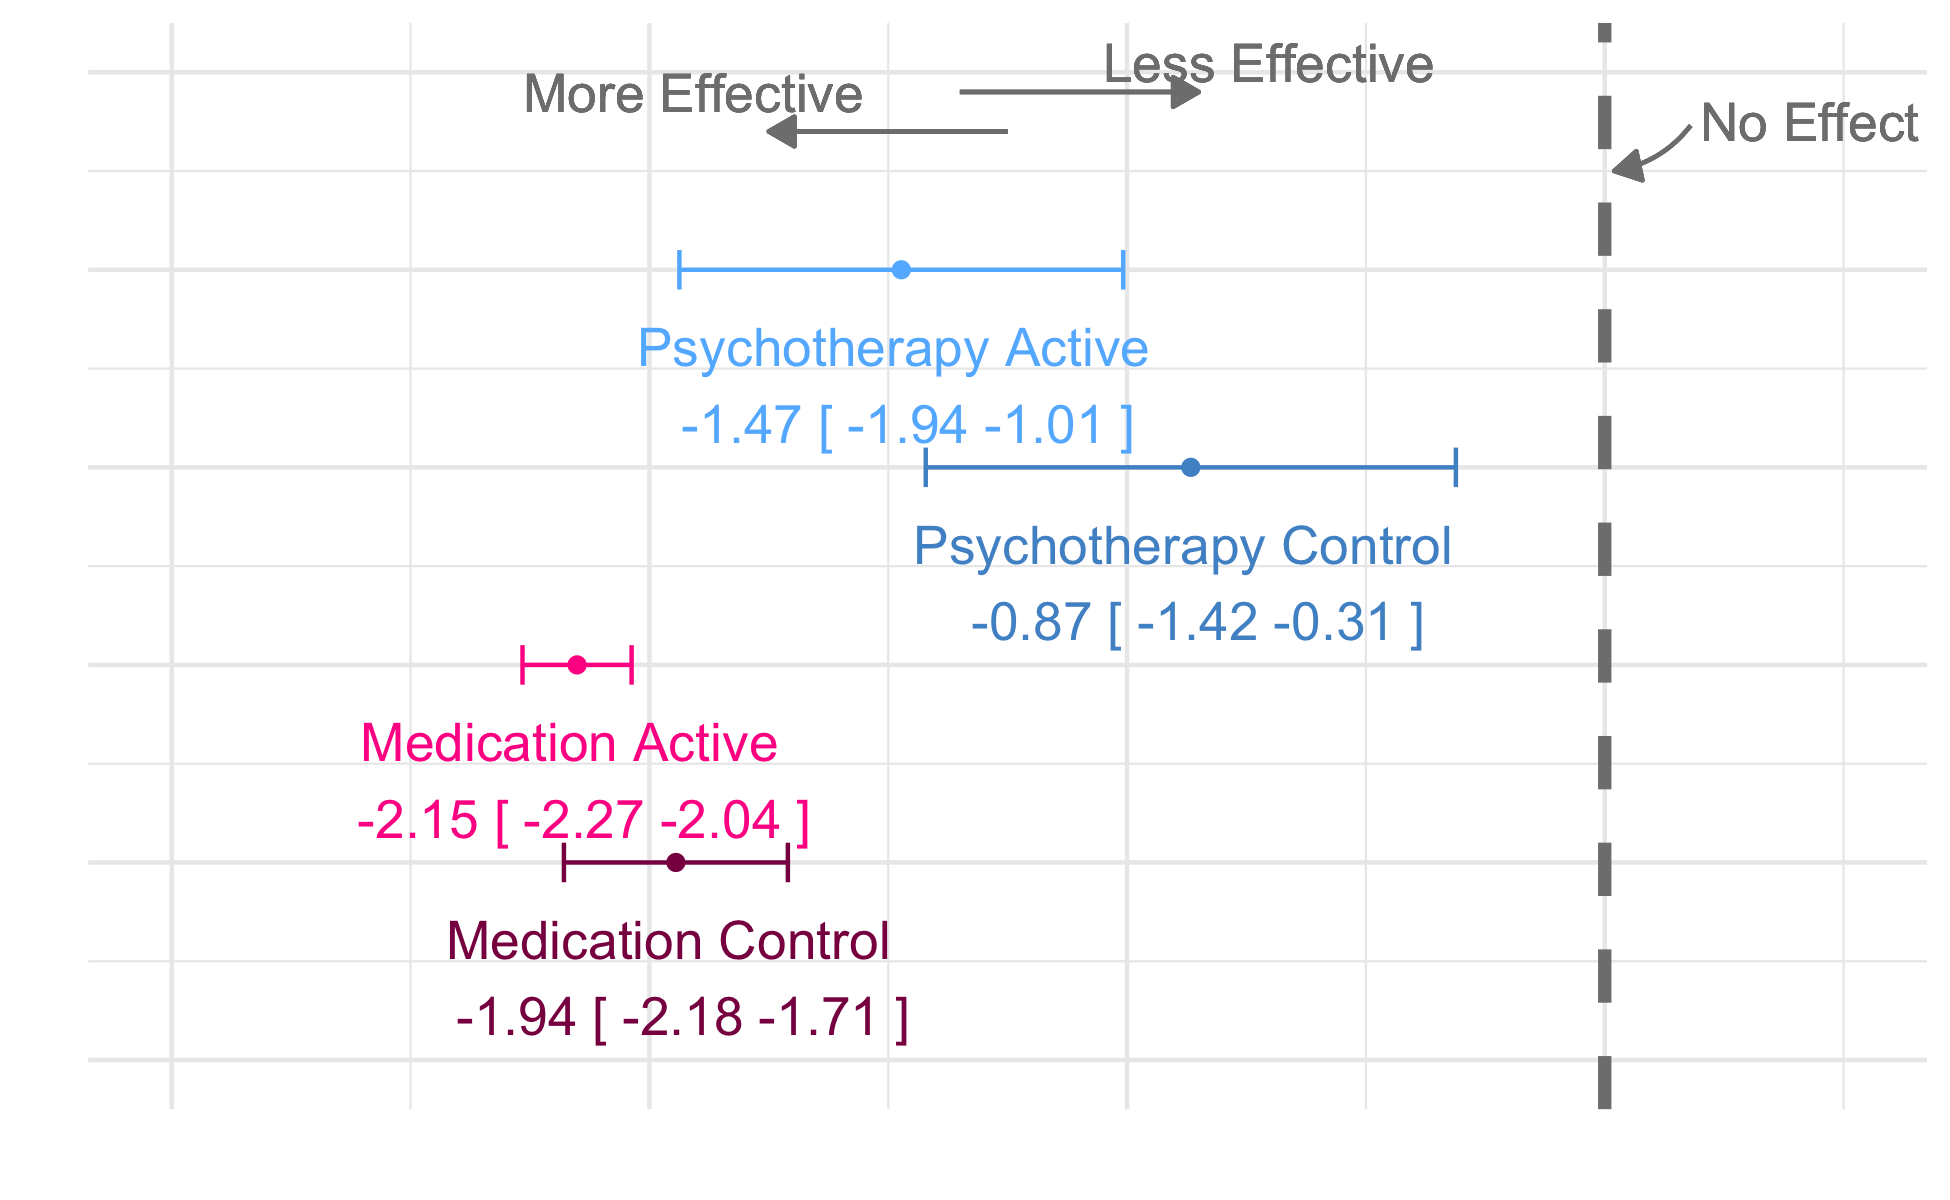 Less Effective
More Effective
No Effect
Psychotherapy Active
-1.47 [ -1.94 -1.01 ]
Psychotherapy Control
-0.87 [ -1.42 -0.31 ]
Medication Active
-2.15 [ -2.27 -2.04 ]
Medication Control
-1.94 [ -2.18 -1.71 ]